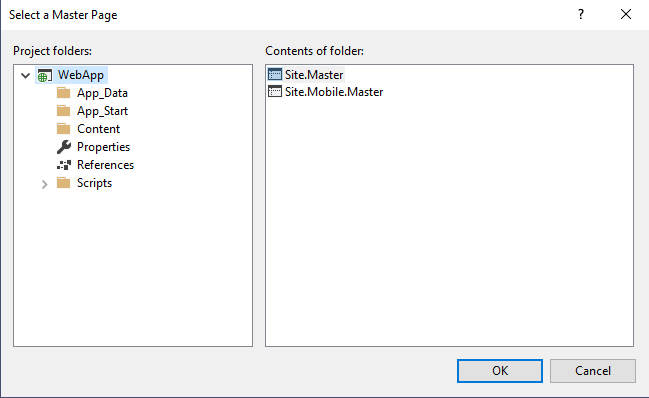 Select a Master Page
?
Project folders:
Contents of folder:
WebApp
App_Data
App_Start
Content
Properties
References
Scripts
Site.Master
Site.Mobile.Master
OK
Cancel